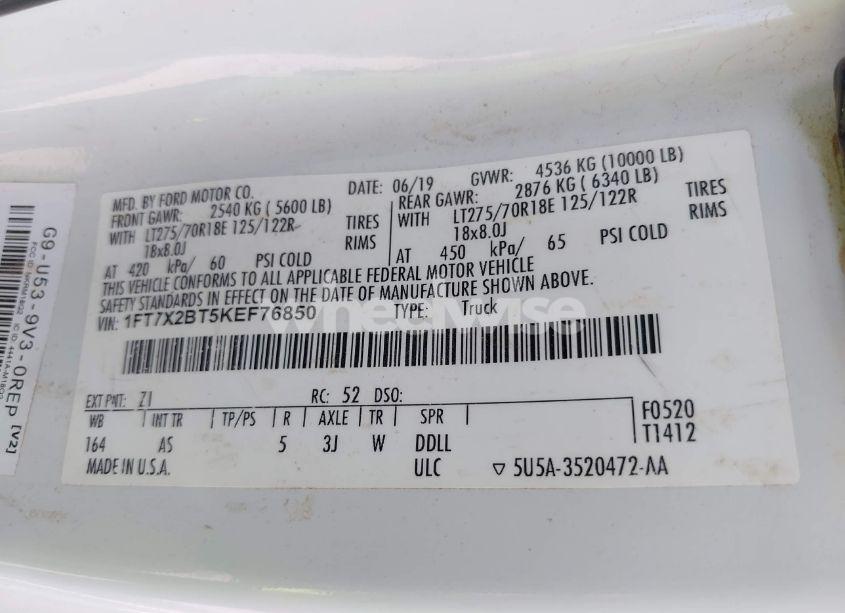 MFD. BY FORD MOTOR CO.
DATE: 06/19
GVWR: 4536 KG (10000 LB)
FRONT GAWR: 2540 KG ( 5600 LB)
REAR GAWR: 2876 KG ( 6340 LB)
WITH LT275/70R18E 125/122R TIRES
WITH LT275/70R18E 125/122R TIRES
18x8.0J RIMS
18x8.0J RIMS
AT 420 kPa/ 60 PSI COLD
AT 450 kPa/ 65 PSI COLD
THIS VEHICLE CONFORMS TO ALL APPLICABLE FEDERAL MOTOR VEHICLE
SAFETY STANDARDS IN EFFECT ON THE DATE OF MANUFACTURE SHOWN ABOVE.
VIN: 1FT7X2BT5KEF76850
TYPE: Truck
wheelwise
EXT PNT: Z1 RC: 52 DSO:
WB INT TR TP/PS R AXLE TR SPR
F0520
164 AS 5 3J W DDLL
T1412
MADE IN U.S.A.
ULC ▽ 5U5A-3520472-AA
G9-U53-9V3-0REP [V2]